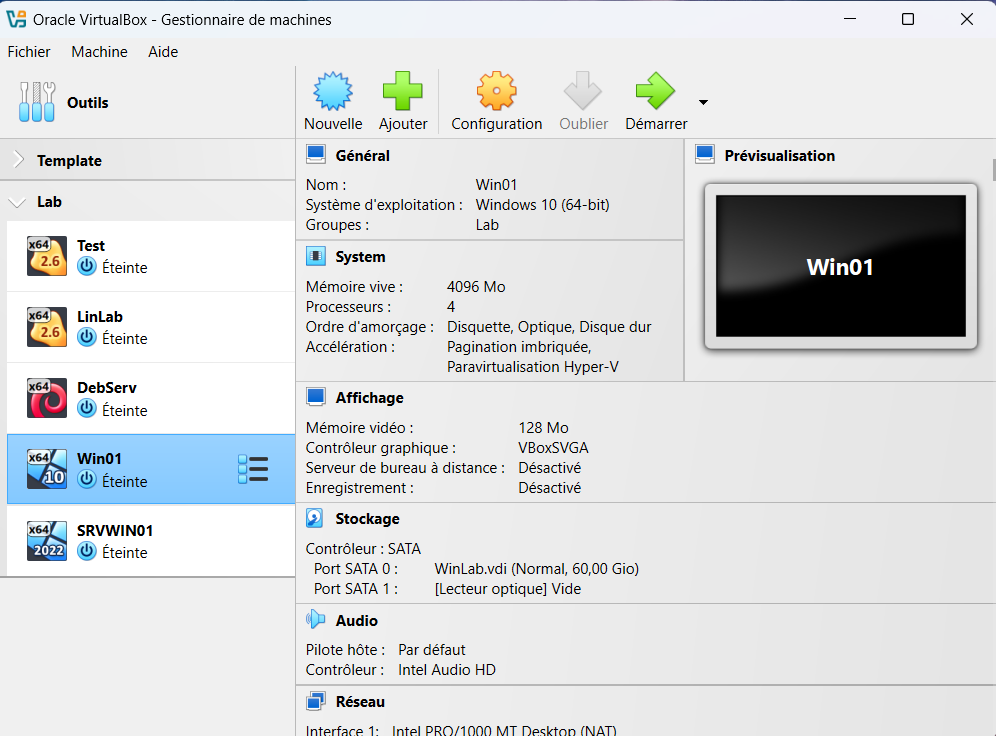 Oracle VirtualBox - Gestionnaire de machines
Fichier Machine Aide
Outils
Nouvelle Ajouter Configuration Oublier Démarrer
Template
Lab
x64 2.6 Test
Éteinte
x64 2.6 LinLab
Éteinte
x64 DebServ
Éteinte
x64 10 Win01
Éteinte
x64 2022 SRVWIN01
Éteinte
Général
Nom : Win01
Système d'exploitation : Windows 10 (64-bit)
Groupes : Lab
Prévisualisation
Win01
System
Mémoire vive : 4096 Mo
Processeurs : 4
Ordre d'amorçage : Disquette, Optique, Disque dur
Accélération : Pagination imbriquée,
Paravirtualisation Hyper-V
Affichage
Mémoire vidéo : 128 Mo
Contrôleur graphique : VBoxSVGA
Serveur de bureau à distance : Désactivé
Enregistrement : Désactivé
Stockage
Contrôleur : SATA
Port SATA 0 : WinLab.vdi (Normal, 60,00 Gio)
Port SATA 1 : [Lecteur optique] Vide
Audio
Pilote hôte : Par défaut
Contrôleur : Intel Audio HD
Réseau
Interface 1: Intel PRO/1000 MT Desktop (NAT)